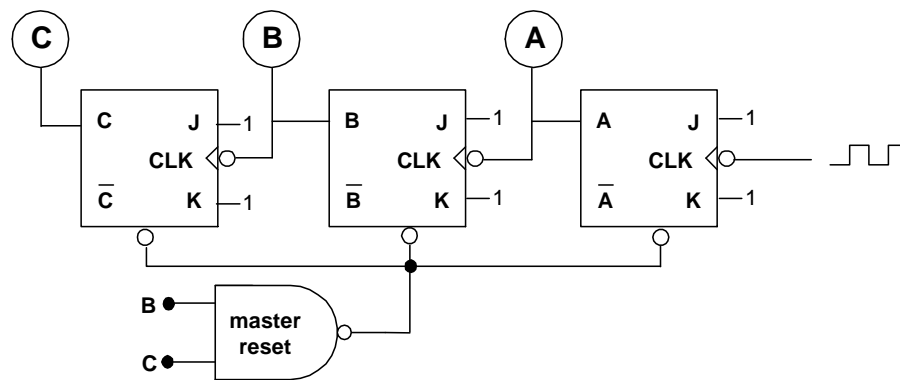 C B A
C J 1 B J 1 A J 1
CLK CLK CLK
C̅ K 1 B̅ K 1 A̅ K 1
B
master
reset
C